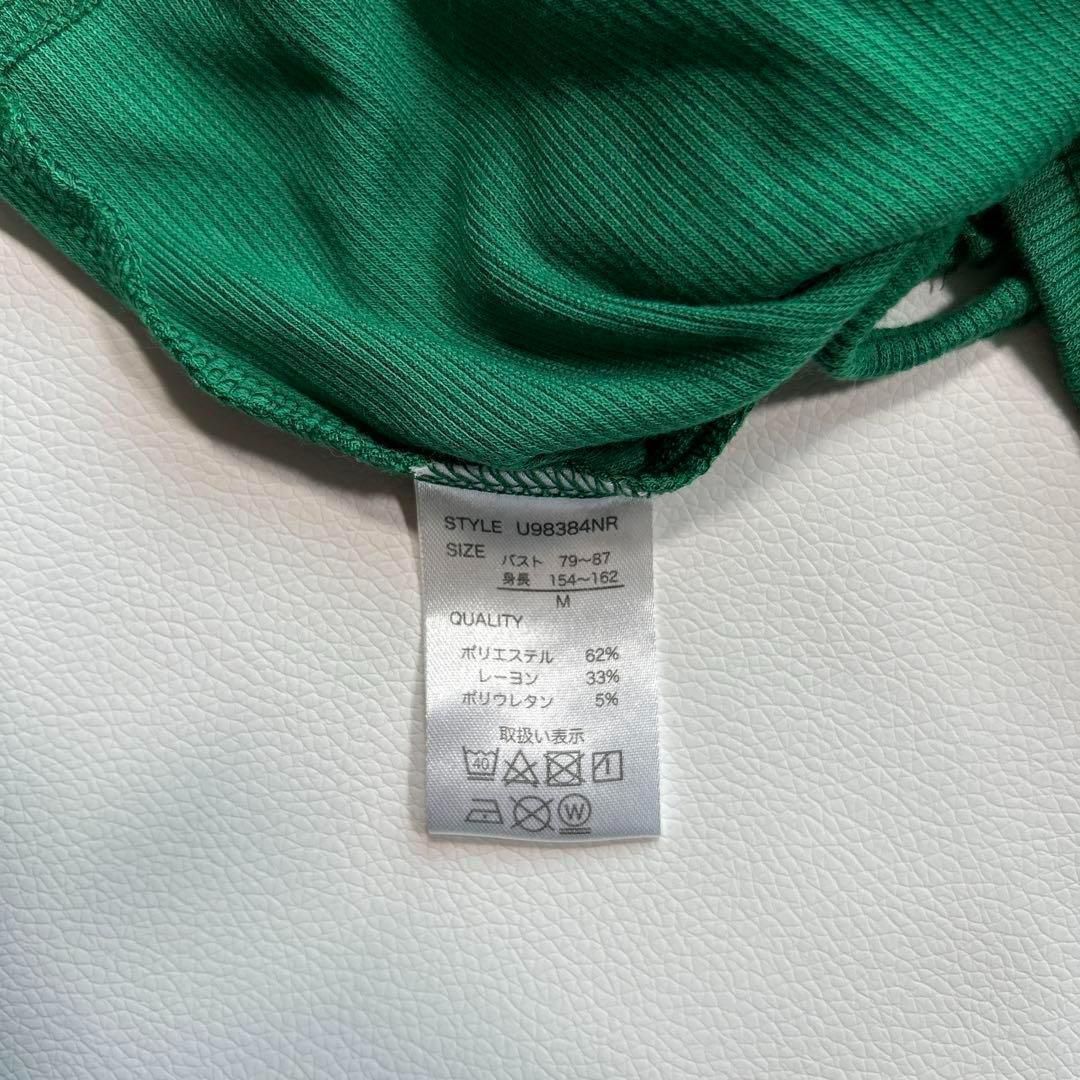 STYLE U98384NR
SIZE バスト 79〜87
身長 154〜162
M
QUALITY
ポリエステル 62%
レーヨン 33%
ポリウレタン 5%
取扱い表示
40
W